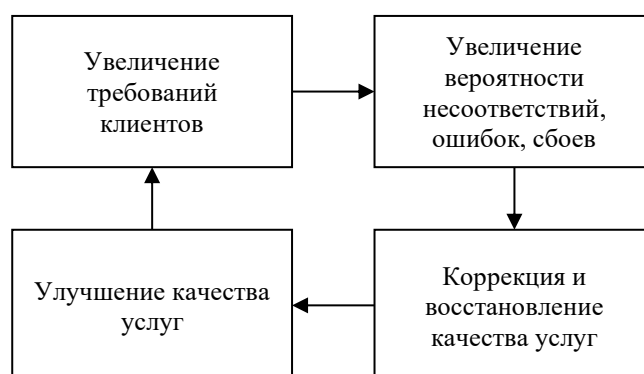 Увеличение
требований
клиентов
Увеличение
вероятности
несоответствий,
ошибок, сбоев
Улучшение качества
услуг
Коррекция и
восстановление
качества услуг